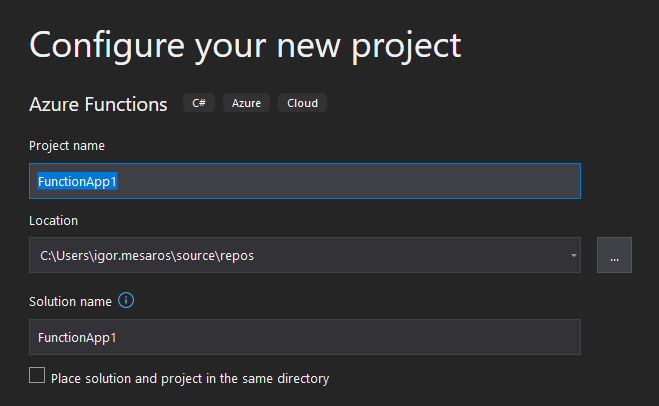 Configure your new project
Azure Functions C# Azure Cloud
Project name
FunctionApp1
Location
C:\Users\igor.mesaros\source\repos ...
Solution name
FunctionApp1
Place solution and project in the same directory